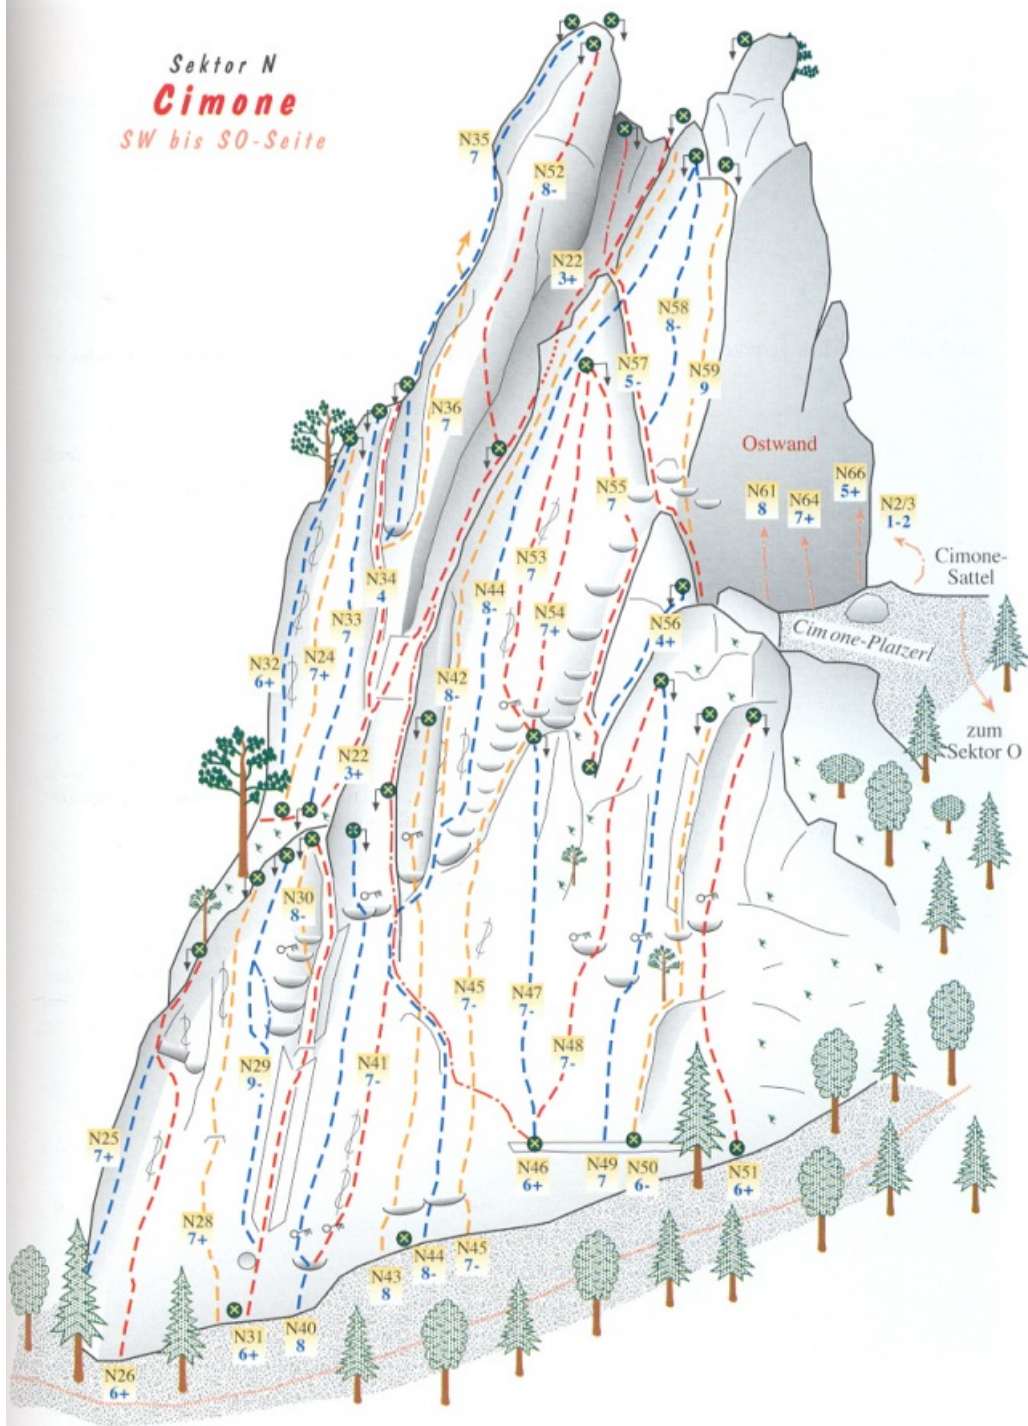 Sektor N
Cimone
SW bis SO-Seite
N35
7
N52
8-
N22
3+
N58
8-
N57
5-
N59
9
N36
7
Ostwand
N55
7
N61
8
N64
7+
N66
5+
N2/3
1-2
Cimone-
Sattel
N53
7
N34
4
N44
8-
N54
7+
N56
4+
Cimone-Platzerl
N33
7
N32
6+
N24
7+
N42
8-
zum
Sektor O
N22
3+
N30
8-
N45
7-
N47
7-
N48
7-
N29
9-
N41
7-
N25
7+
N46
6+
N49
7
N50
6-
N51
6+
N28
7+
N43
8
N44
8-
N45
7-
N31
6+
N40
8
N26
6+